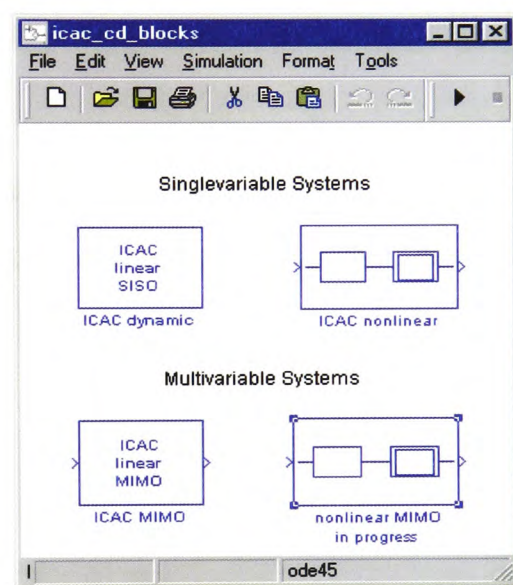 icac_cd_blocks
File Edit View Simulation Format Tools
Singlevariable Systems
ICAC
linear
SISO
ICAC dynamic
ICAC nonlinear
Multivariable Systems
ICAC
linear
MIMO
ICAC MIMO
nonlinear MIMO
in progress
ode45